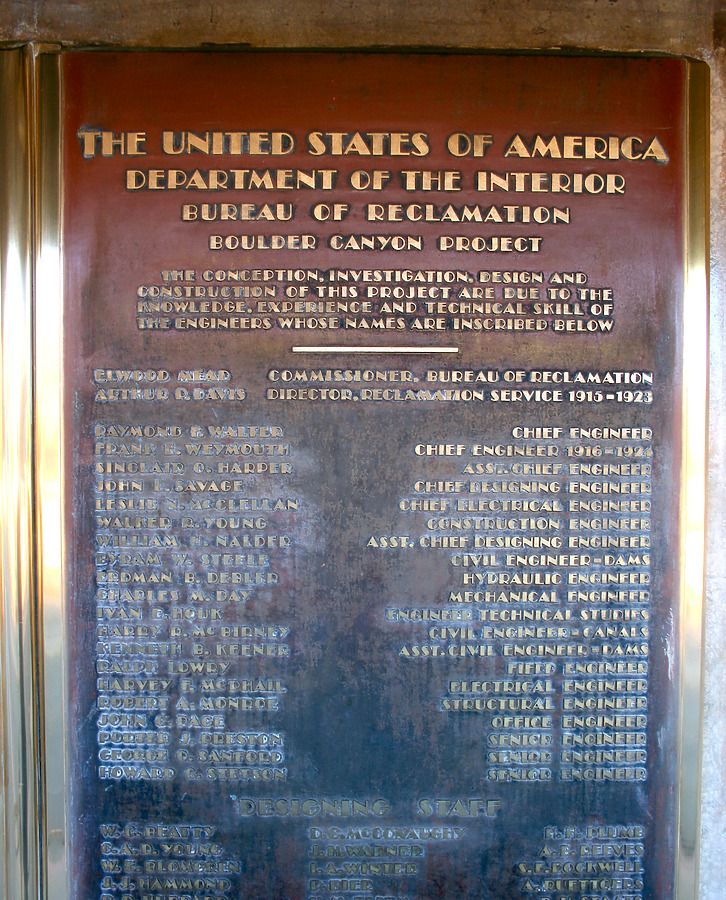 THE UNITED STATES OF AMERICA
DEPARTMENT OF THE INTERIOR
BUREAU OF RECLAMATION
BOULDER CANYON PROJECT
THE CONCEPTION, INVESTIGATION, DESIGN AND
CONSTRUCTION OF THIS PROJECT ARE DUE TO THE
KNOWLEDGE, EXPERIENCE AND TECHNICAL SKILL OF
THE ENGINEERS WHOSE NAMES ARE INSCRIBED BELOW
ELWOOD MEAD COMMISSIONER, BUREAU OF RECLAMATION
ARTHUR P. DAVIS DIRECTOR, RECLAMATION SERVICE 1915-1923
RAYMOND F. WALTER CHIEF ENGINEER
FRANK E. WEYMOUTH CHIEF ENGINEER 1916-1924
SINCLAIR O. HARPER ASST. CHIEF ENGINEER
JOHN L. SAVAGE CHIEF DESIGNING ENGINEER
LESLIE N. MCCLELLAN CHIEF ELECTRICAL ENGINEER
WALKER R. YOUNG CONSTRUCTION ENGINEER
WILLIAM H. NALDER ASST. CHIEF DESIGNING ENGINEER
BYRAM W. STEELE CIVIL ENGINEER-DAMS
ERDMAN B. DEBLER HYDRAULIC ENGINEER
CHARLES M. DAY MECHANICAL ENGINEER
IVAN E. HOUK ENGINEER TECHNICAL STUDIES
HARRY R. MCBIRNEY CIVIL ENGINEER-CANALS
KENNETH B. KEENER ASST. CIVIL ENGINEER-DAMS
RALPH LOWRY FIELD ENGINEER
HARVEY F. MCPHAIL ELECTRICAL ENGINEER
ROBERT A. MONROE STRUCTURAL ENGINEER
JOHN C. PAGE OFFICE ENGINEER
PORTER J. PRESTON SENIOR ENGINEER
GEORGE O. SANFORD SENIOR ENGINEER
HOWARD G. STETSON SENIOR ENGINEER
DESIGNING STAFF
W. G. BEATTY D. C. MCCONAUGHY H. H. PLUMB
C. A. R. YOUNG J. H. WARNER A. P. REEVES
W. E. BLOMGREN I. A. WINTER S. E. ROCKWELL
J. J. HAMMOND P. BIER A. RUETTGERS